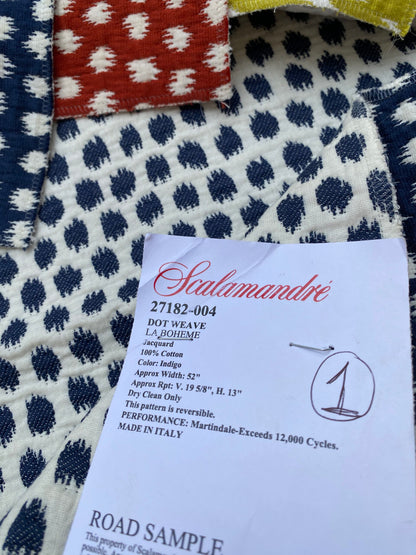 Scalamandré
27182-004
DOT WEAVE
LA BOHEME
Jacquard
100% Cotton
Color: Indigo
Approx Width: 52"
Approx Rpt: V. 19 5/8", H. 13"
Dry Clean Only
This pattern is reversible.
PERFORMANCE: Martindale-Exceeds 12,000 Cycles.
MADE IN ITALY
1
ROAD SAMPLE
This property of Scalamandré
possible.